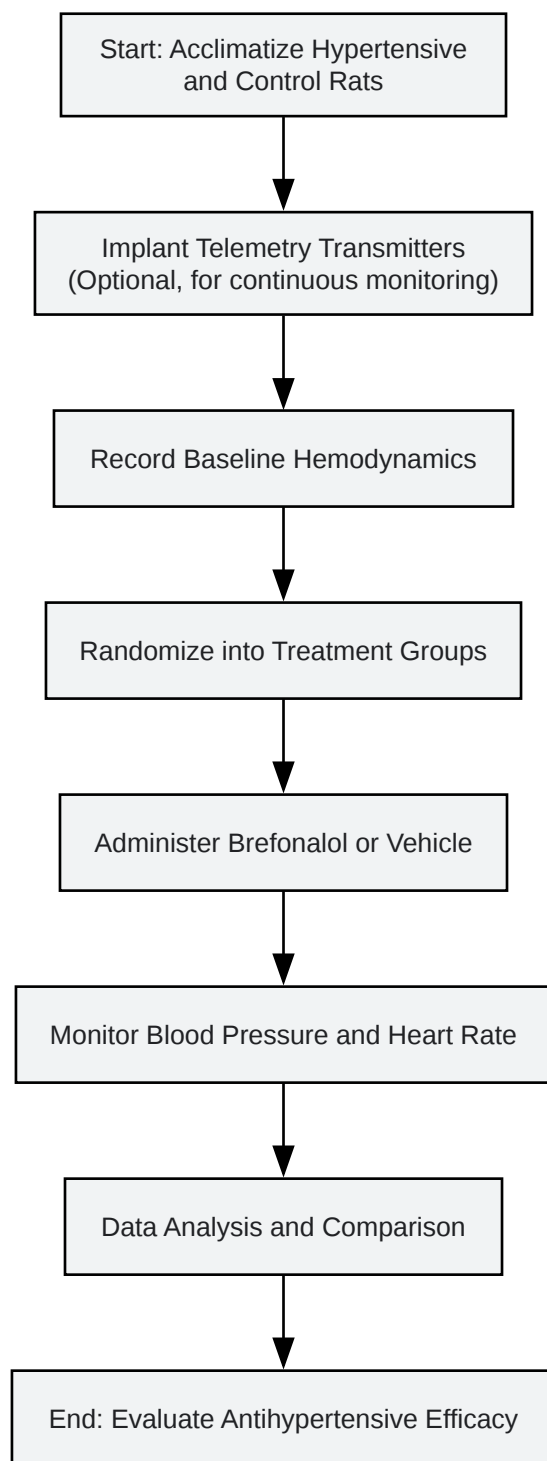 Start: Acclimatize Hypertensive
and Control Rats
Implant Telemetry Transmitters
(Optional, for continuous monitoring)
Record Baseline Hemodynamics
Randomize into Treatment Groups
Administer Brefonalol or Vehicle
Monitor Blood Pressure and Heart Rate
Data Analysis and Comparison
End: Evaluate Antihypertensive Efficacy